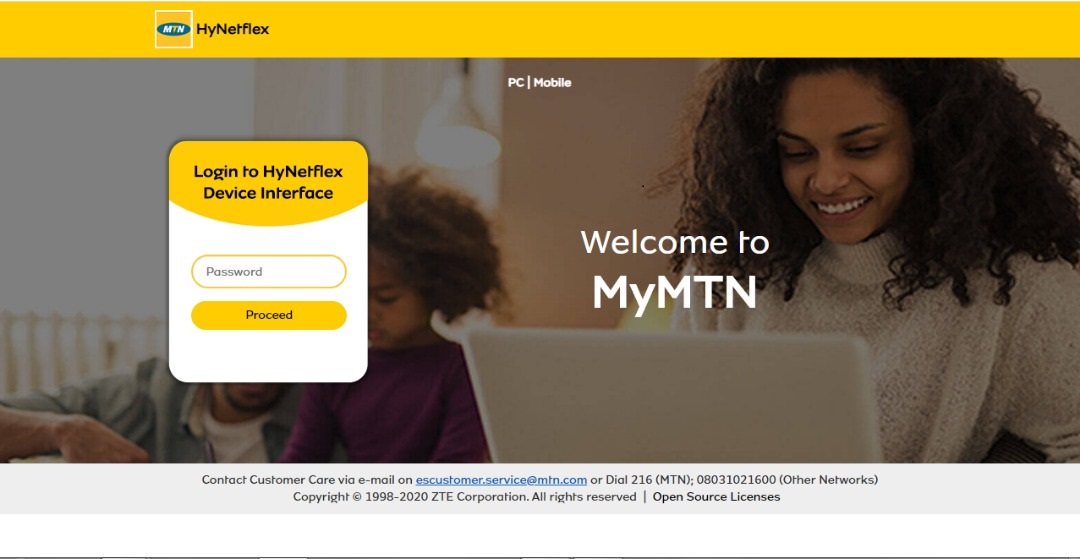 MTN HyNetflex
PC | Mobile
Login to HyNetflex
Device Interface
Password
Proceed
Welcome to
MyMTN
Contact Customer Care via e-mail on escustomer.service@mtn.com or Dial 216 (MTN); 08031021600 (Other Networks)
Copyright © 1998-2020 ZTE Corporation. All rights reserved | Open Source Licenses